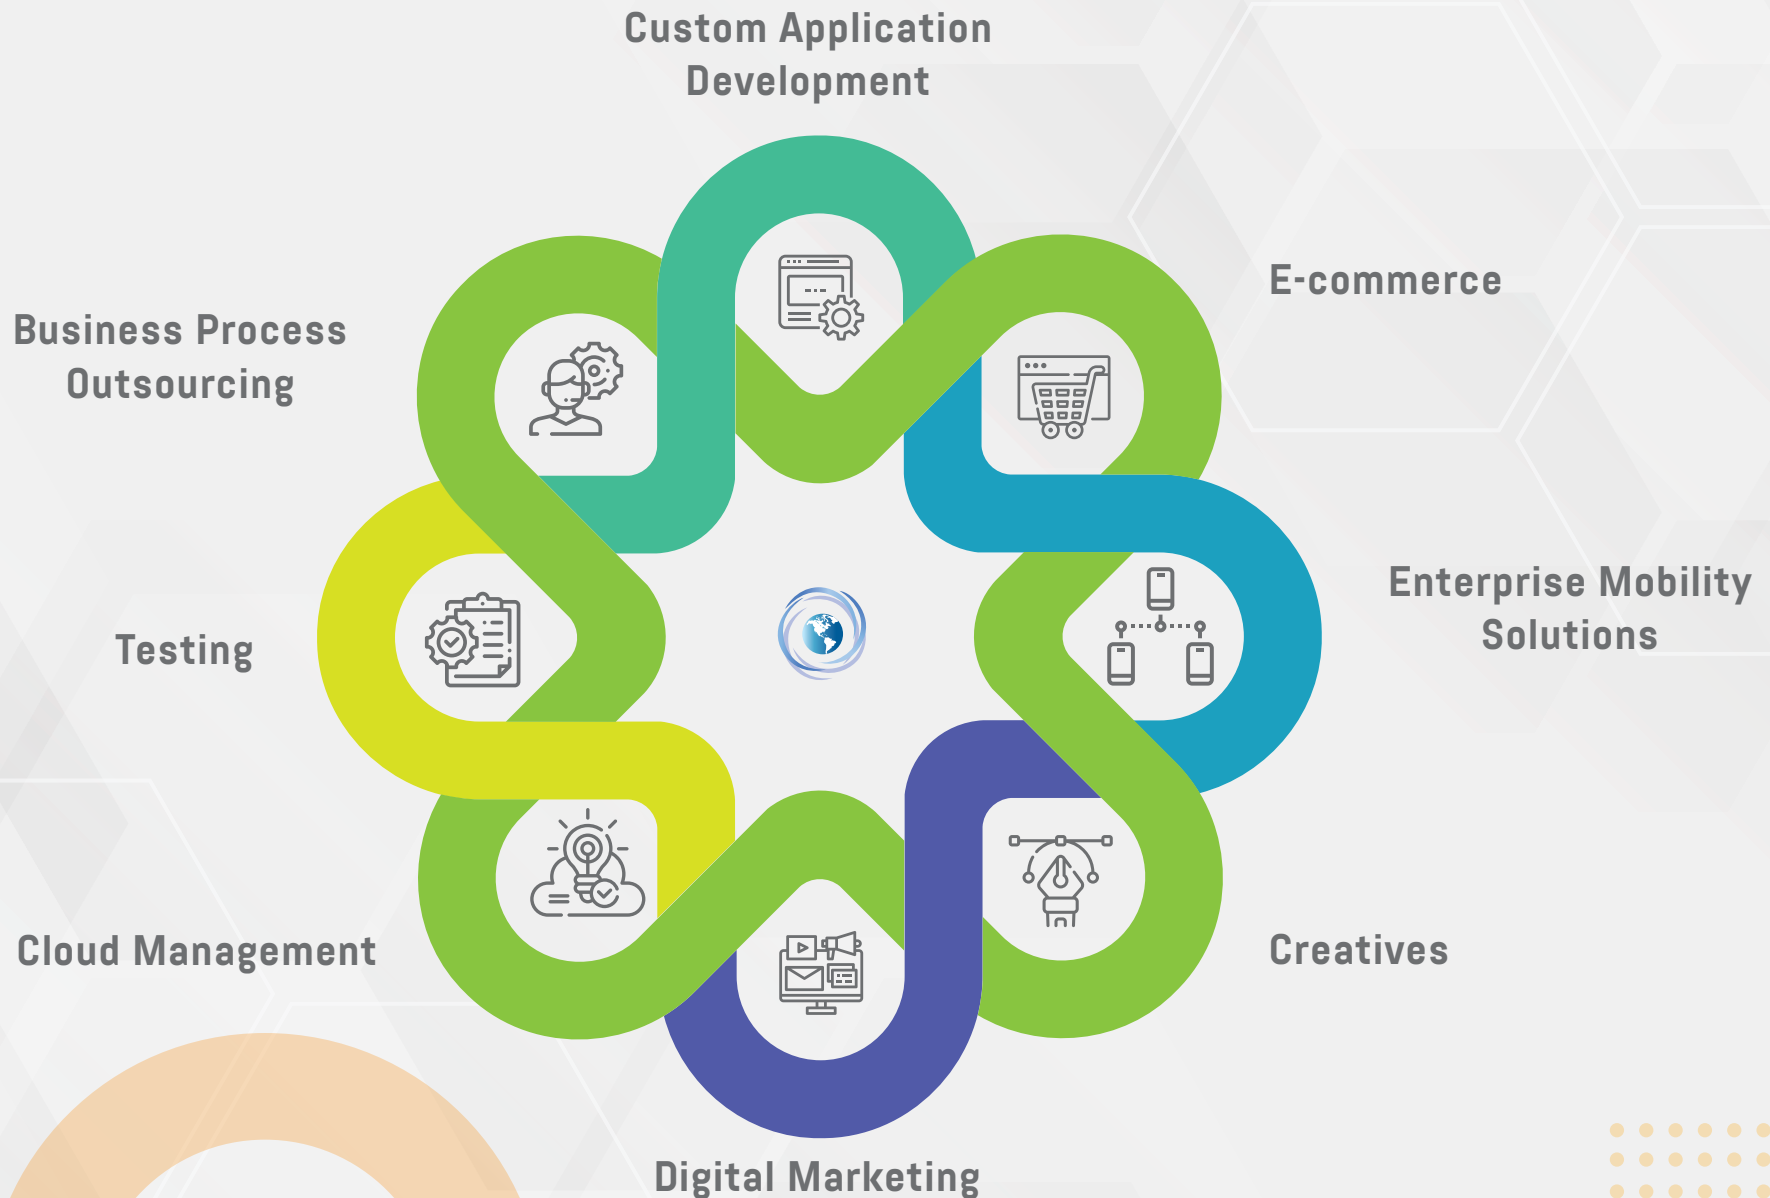 Custom Application
Development
E-commerce
Business Process
Outsourcing
Enterprise Mobility
Solutions
Testing
Cloud Management
Creatives
Digital Marketing